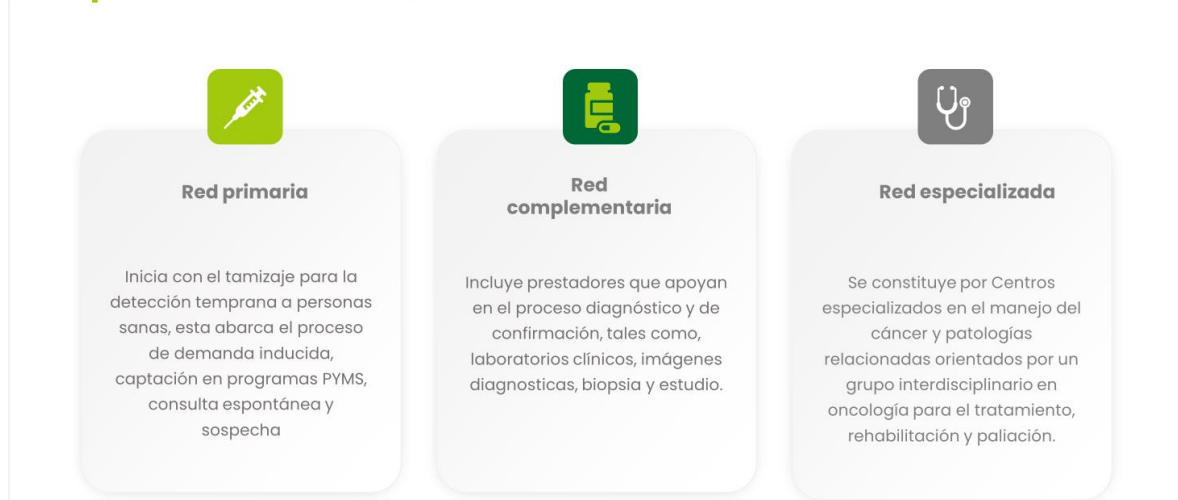 Red primaria
Inicia con el tamizaje para la
detección temprana a personas
sanas, esta abarca el proceso
de demanda inducida,
captación en programas PYMS,
consulta espontánea y
sospecha
Red
complementaria
Incluye prestadores que apoyan
en el proceso diagnóstico y de
confirmación, tales como,
laboratorios clínicos, imágenes
diagnosticas, biopsia y estudio.
Red especializada
Se constituye por Centros
especializados en el manejo del
cáncer y patologías
relacionadas orientados por un
grupo interdisciplinario en
oncología para el tratamiento,
rehabilitación y paliación.